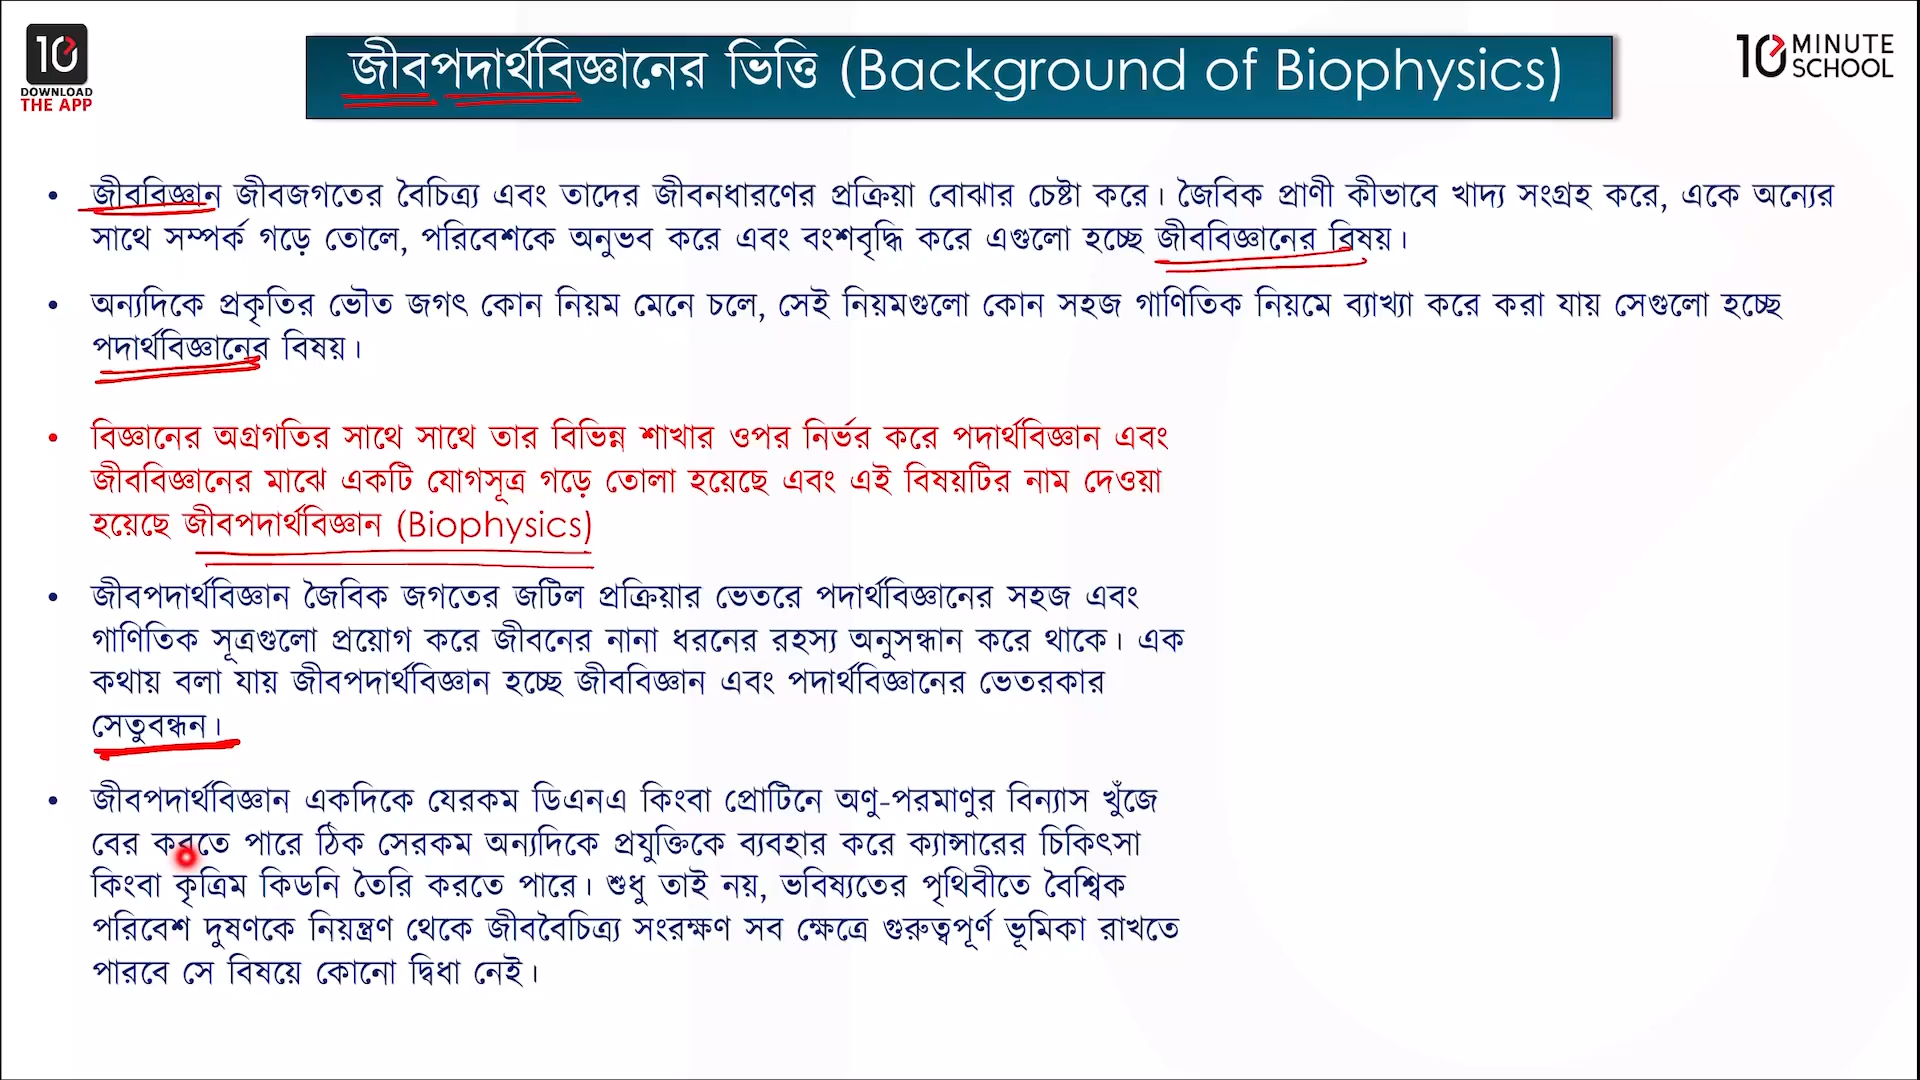 10
DOWNLOAD
THE APP
জীবপদার্থবিজ্ঞানের ভিত্তি (Background of Biophysics)
10 MINUTE
SCHOOL
• জীববিজ্ঞান জীবজগতের বৈচিত্র্য এবং তাদের জীবনধারণের প্রক্রিয়া বোঝার চেষ্টা করে। জৈবিক প্রাণী কীভাবে খাদ্য সংগ্রহ করে, একে অন্যের
সাথে সম্পর্ক গড়ে তোলে, পরিবেশকে অনুভব করে এবং বংশবৃদ্ধি করে এগুলো হচ্ছে জীববিজ্ঞানের বিষয়।
• অন্যদিকে প্রকৃতির ভৌত জগৎ কোন নিয়ম মেনে চলে, সেই নিয়মগুলো কোন সহজ গাণিতিক নিয়মে ব্যাখ্যা করে করা যায় সেগুলো হচ্ছে
পদার্থবিজ্ঞানের বিষয়।
• বিজ্ঞানের অগ্রগতির সাথে সাথে তার বিভিন্ন শাখার ওপর নির্ভর করে পদার্থবিজ্ঞান এবং
জীববিজ্ঞানের মাঝে একটি যোগসূত্র গড়ে তোলা হয়েছে এবং এই বিষয়টির নাম দেওয়া
হয়েছে জীবপদার্থবিজ্ঞান (Biophysics)
• জীবপদার্থবিজ্ঞান জৈবিক জগতের জটিল প্রক্রিয়ার ভেতরে পদার্থবিজ্ঞানের সহজ এবং
গাণিতিক সূত্রগুলো প্রয়োগ করে জীবনের নানা ধরনের রহস্য অনুসন্ধান করে থাকে। এক
কথায় বলা যায় জীবপদার্থবিজ্ঞান হচ্ছে জীববিজ্ঞান এবং পদার্থবিজ্ঞানের ভেতরকার
সেতুবন্ধন।
• জীবপদার্থবিজ্ঞান একদিকে যেরকম ডিএনএ কিংবা প্রোটিনে অণু-পরমাণুর বিন্যাস খুঁজে
বের করতে পারে ঠিক সেরকম অন্যদিকে প্রযুক্তিকে ব্যবহার করে ক্যান্সারের চিকিৎসা
কিংবা কৃত্রিম কিডনি তৈরি করতে পারে। শুধু তাই নয়, ভবিষ্যতের পৃথিবীতে বৈশ্বিক
পরিবেশ দুষণকে নিয়ন্ত্রণ থেকে জীববৈচিত্র্য সংরক্ষণ সব ক্ষেত্রে গুরুত্বপূর্ণ ভূমিকা রাখতে
পারবে সে বিষয়ে কোনো দ্বিধা নেই।